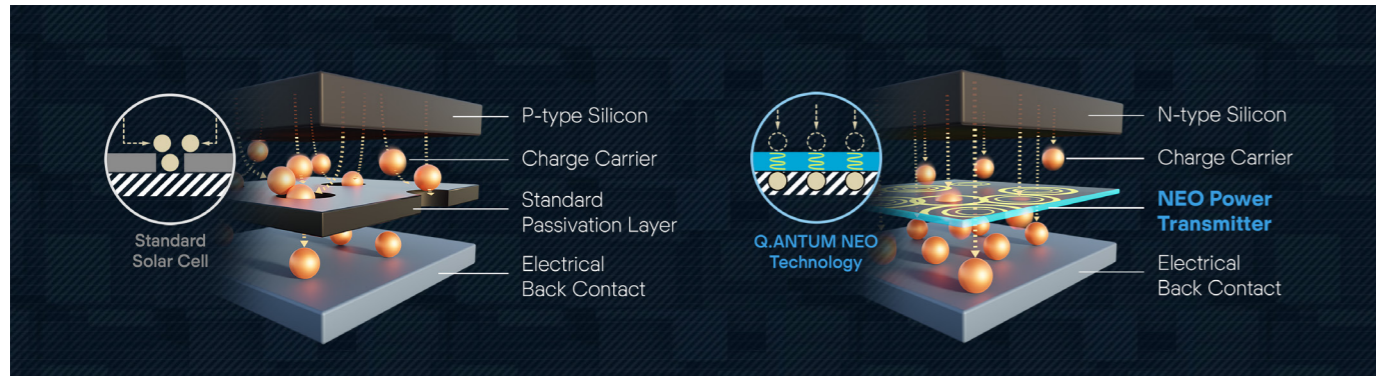 P-type Silicon
Charge Carrier
Standard
Passivation Layer
Electrical
Back Contact
Standard
Solar Cell
N-type Silicon
Charge Carrier
NEO Power
Transmitter
Electrical
Back Contact
Q.ANTUM NEO
Technology